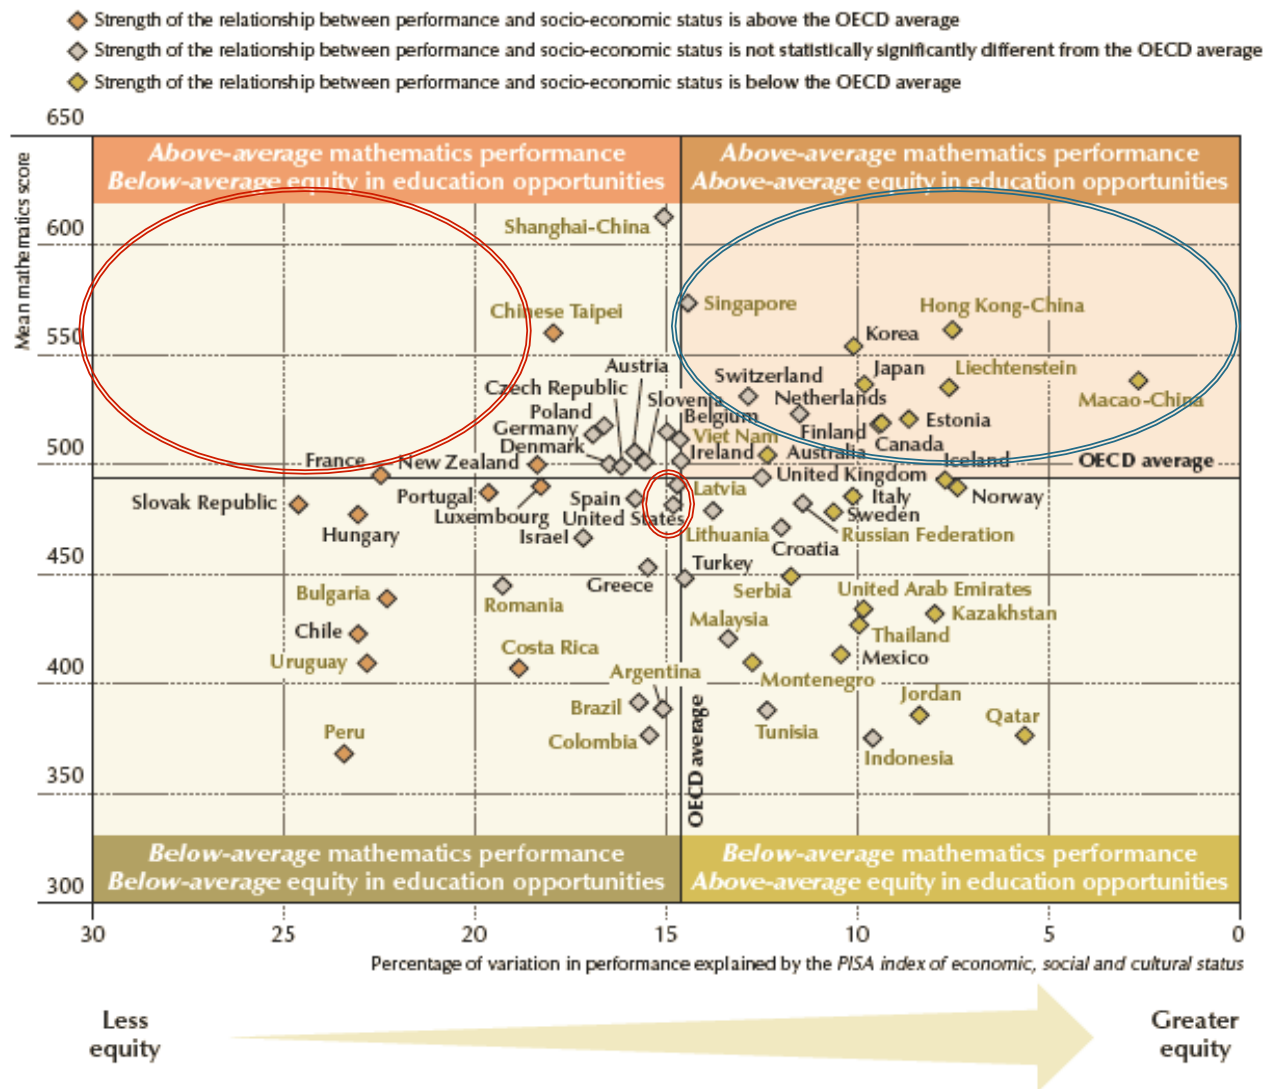 Strength of the relationship between performance and socio-economic status is above the OECD average
Strength of the relationship between performance and socio-economic status is not statistically significantly different from the OECD average
Strength of the relationship between performance and socio-economic status is below the OECD average
650
Mean mathematics score
Above-average mathematics performance
Below-average equity in education opportunities
Above-average mathematics performance
Above-average equity in education opportunities
Shanghai-China
600
Chinese Taipei
Singapore
Hong Kong-China
550
Korea
Austria
Japan
Liechtenstein
Czech Republic
Switzerland
Slovenia
Netherlands
Macao-China
Poland
Belgium
Germany
Finland
Estonia
Viet Nam
Canada
Denmark
500
France
New Zealand
Ireland
Australia
Iceland
OECD average
United Kingdom
Slovak Republic
Portugal
Spain
Latvia
Italy
Norway
Luxembourg
United States
Sweden
Hungary
Israel
Lithuania
Russian Federation
Croatia
450
Greece
Turkey
Bulgaria
Romania
Serbia
United Arab Emirates
Kazakhstan
Chile
Malaysia
Thailand
Uruguay
Costa Rica
Mexico
400
Argentina
Montenegro
Brazil
Jordan
Colombia
Qatar
Peru
Tunisia
Indonesia
OECD average
350
Below-average mathematics performance
Below-average equity in education opportunities
Below-average mathematics performance
Above-average equity in education opportunities
300
30 25 20 15 10 5 0
Percentage of variation in performance explained by the PISA index of economic, social and cultural status
Less
equity
Greater
equity